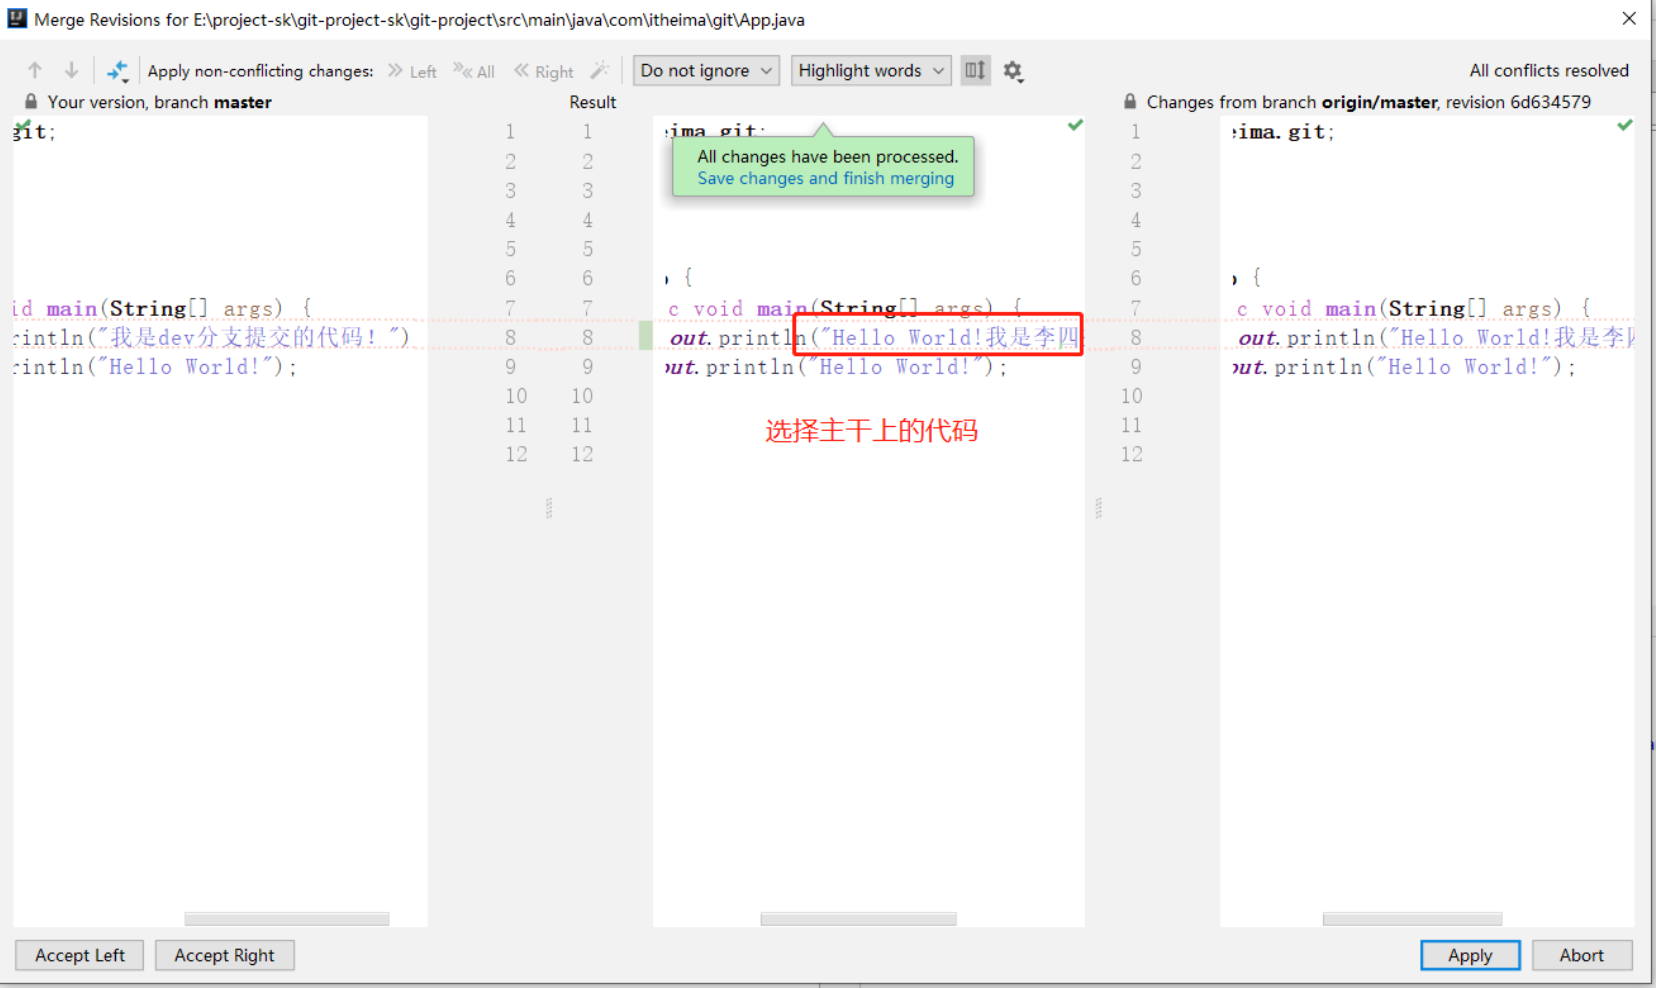 Merge Revisions for E:\project-sk\git-project-sk\git-project\src\main\java\com\itheima\git\App.java
Apply non-conflicting changes: Left All Right Do not ignore Highlight words All conflicts resolved
Your version, branch master
Result
Changes from branch origin/master, revision 6d634579
git;
id main(String[] args) {
rintln("我是dev分支提交的代码！")
rintln("Hello World!");
1 1
2 2
3 3
4 4
5 5
6 6
7 7
8 8
9 9
10 10
11 11
12 12
eima.git;
All changes have been processed.
Save changes and finish merging
{
c void main(String[] args) {
out.println("Hello World!我是李四
out.println("Hello World!");
选择主干上的代码
1
2
3
4
5
6
7
8
9
10
11
12
eima.git;
{
c void main(String[] args) {
out.println("Hello World!我是李
out.println("Hello World!");
Accept Left
Accept Right
Apply
Abort